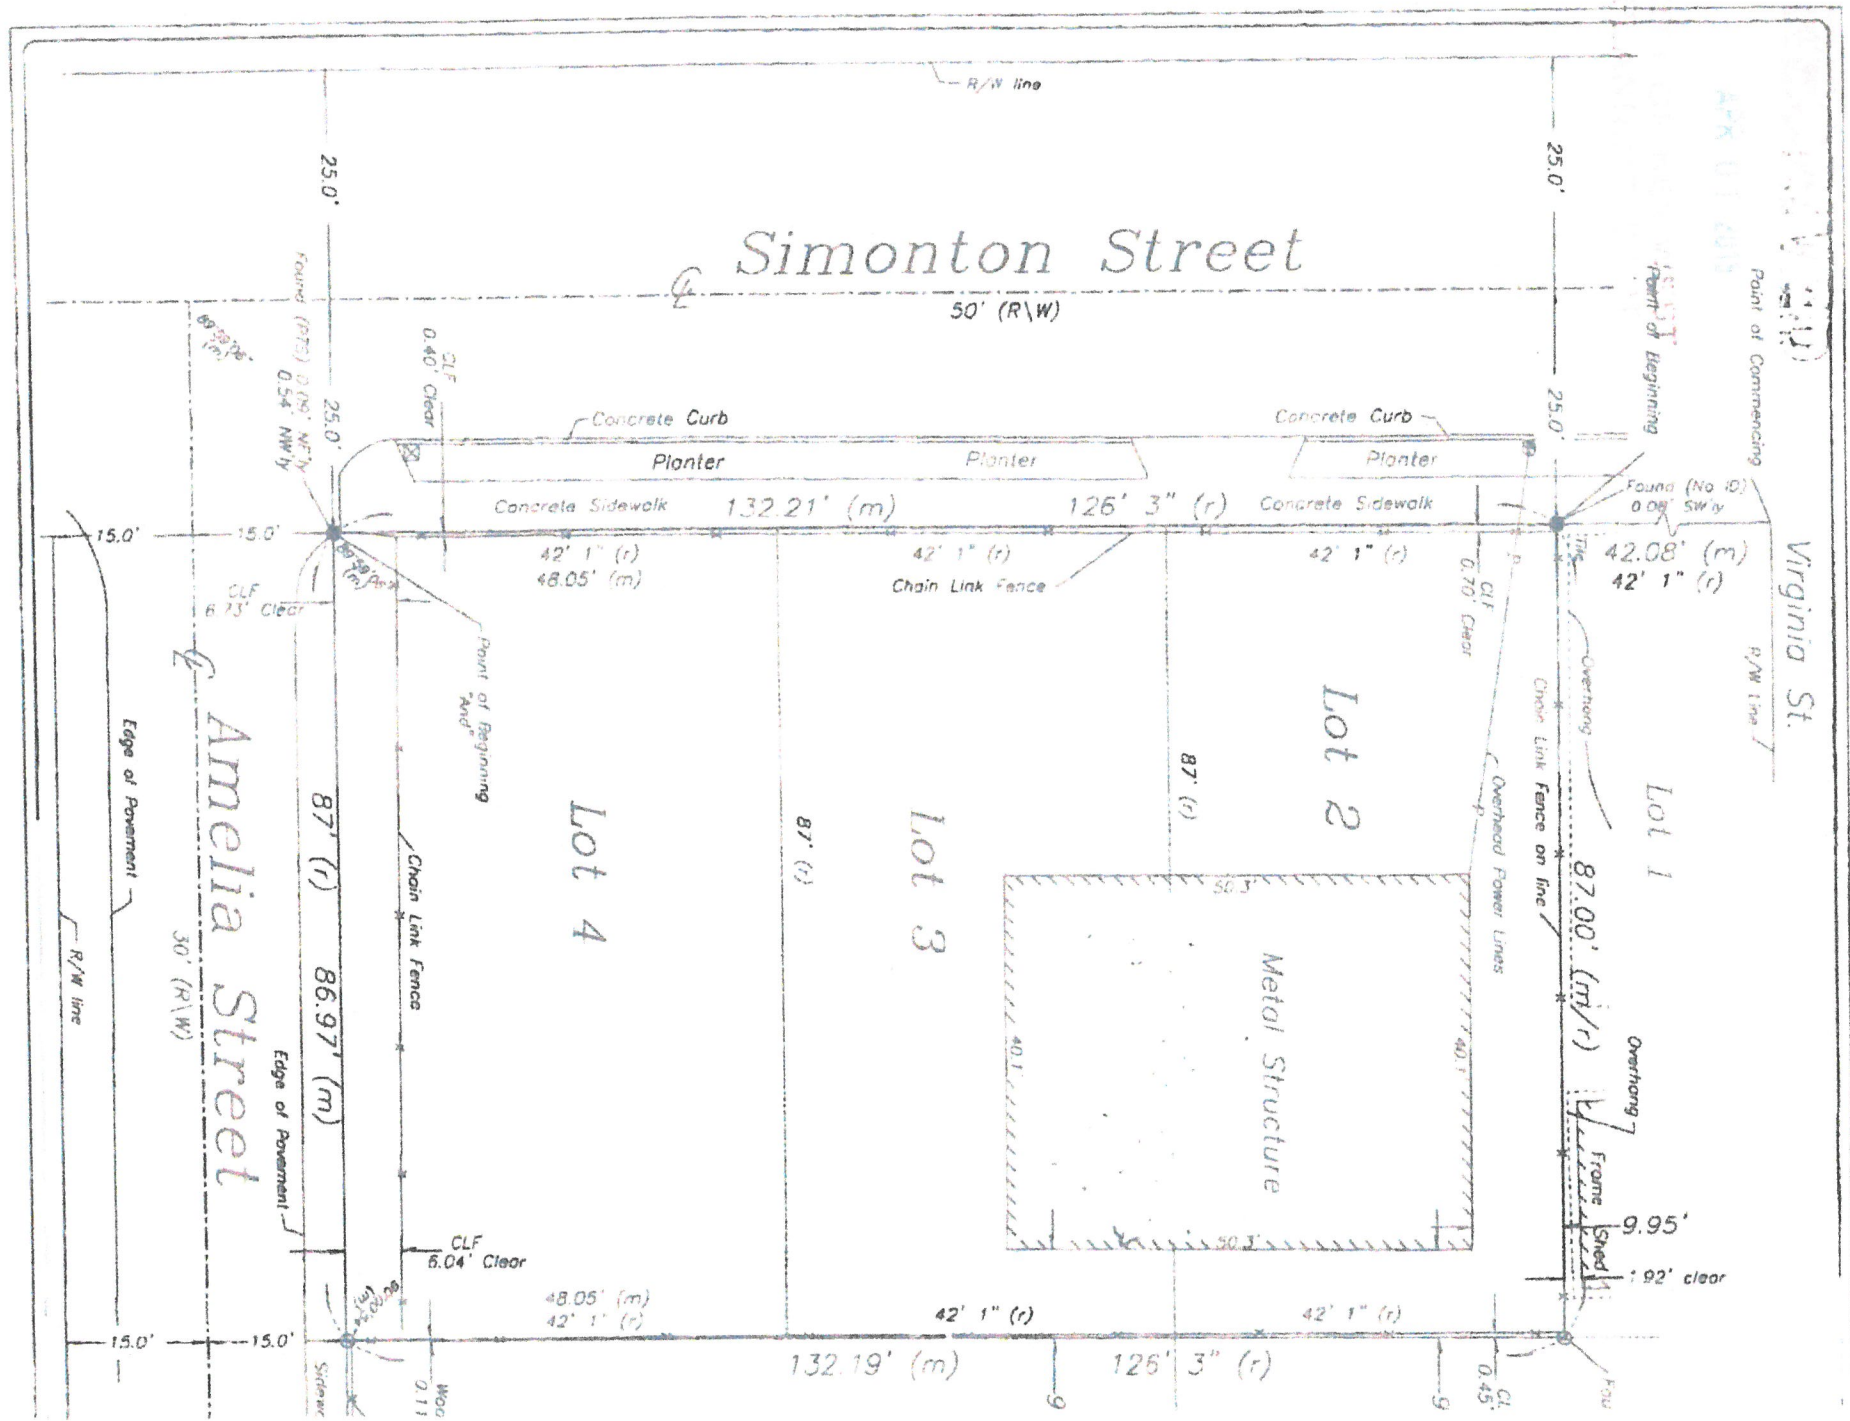 R/W line
25.0'
25.0'
Simonton Street
50' (R\W)
Point of Commencing
Point of Beginning
Found (PTS) 0.09' NE'ly
0.54' NW'ly
25.0'
CLF
0.40' Clear
Concrete Curb
Concrete Curb
25.0'
Planter
Planter
Planter
Found (No ID)
0.08' SW'ly
Concrete Sidewalk
132.21' (m)
126' 3" (r)
Concrete Sidewalk
15.0'
15.0'
42' 1" (r)
48.05' (m)
42' 1" (r)
42' 1" (r)
Chain Link Fence
CLF
0.70' Clear
42.08' (m)
42' 1" (r)
Virginia St.
R/W Line
CLF
6.73' Clear
Point of Beginning
"And"
Overhang
Chain Link Fence on line
Overhead Power Lines
Lot 1
Lot 2
Lot 3
Lot 4
87' (r)
87' (r)
87.00' (m/r)
Edge of Pavement
R/W line
Amelia Street
30' (R\W)
87' (r) 86.97' (m)
Chain Link Fence
Edge of Pavement
50.3'
Metal Structure
40.1
40.1
50.3'
Overhang
Frame Shed
9.95'
1.92' clear
CLF
6.04' Clear
48.05' (m)
42' 1" (r)
42' 1" (r)
42' 1" (r)
15.0'
15.0'
132.19' (m)
126' 3" (r)
0.11
0.45'